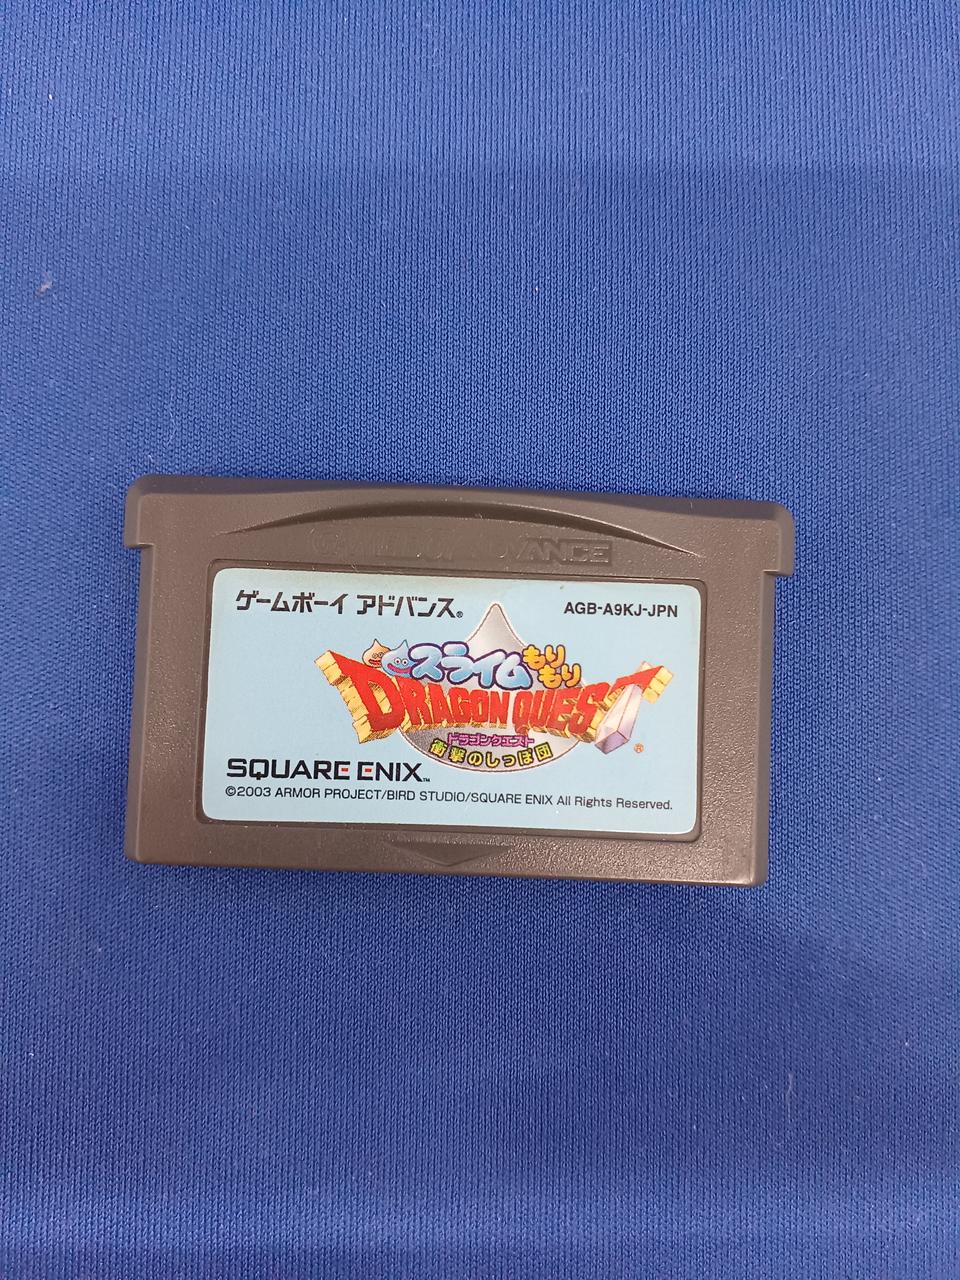 GAME BOY ADVANCE
ゲームボーイ アドバンス®
AGB-A9KJ-JPN
スライムもりもり
DRAGON QUEST®
ドラゴンクエスト
衝撃のしっぽ団
SQUARE ENIX™
©2003 ARMOR PROJECT/BIRD STUDIO/SQUARE ENIX All Rights Reserved.